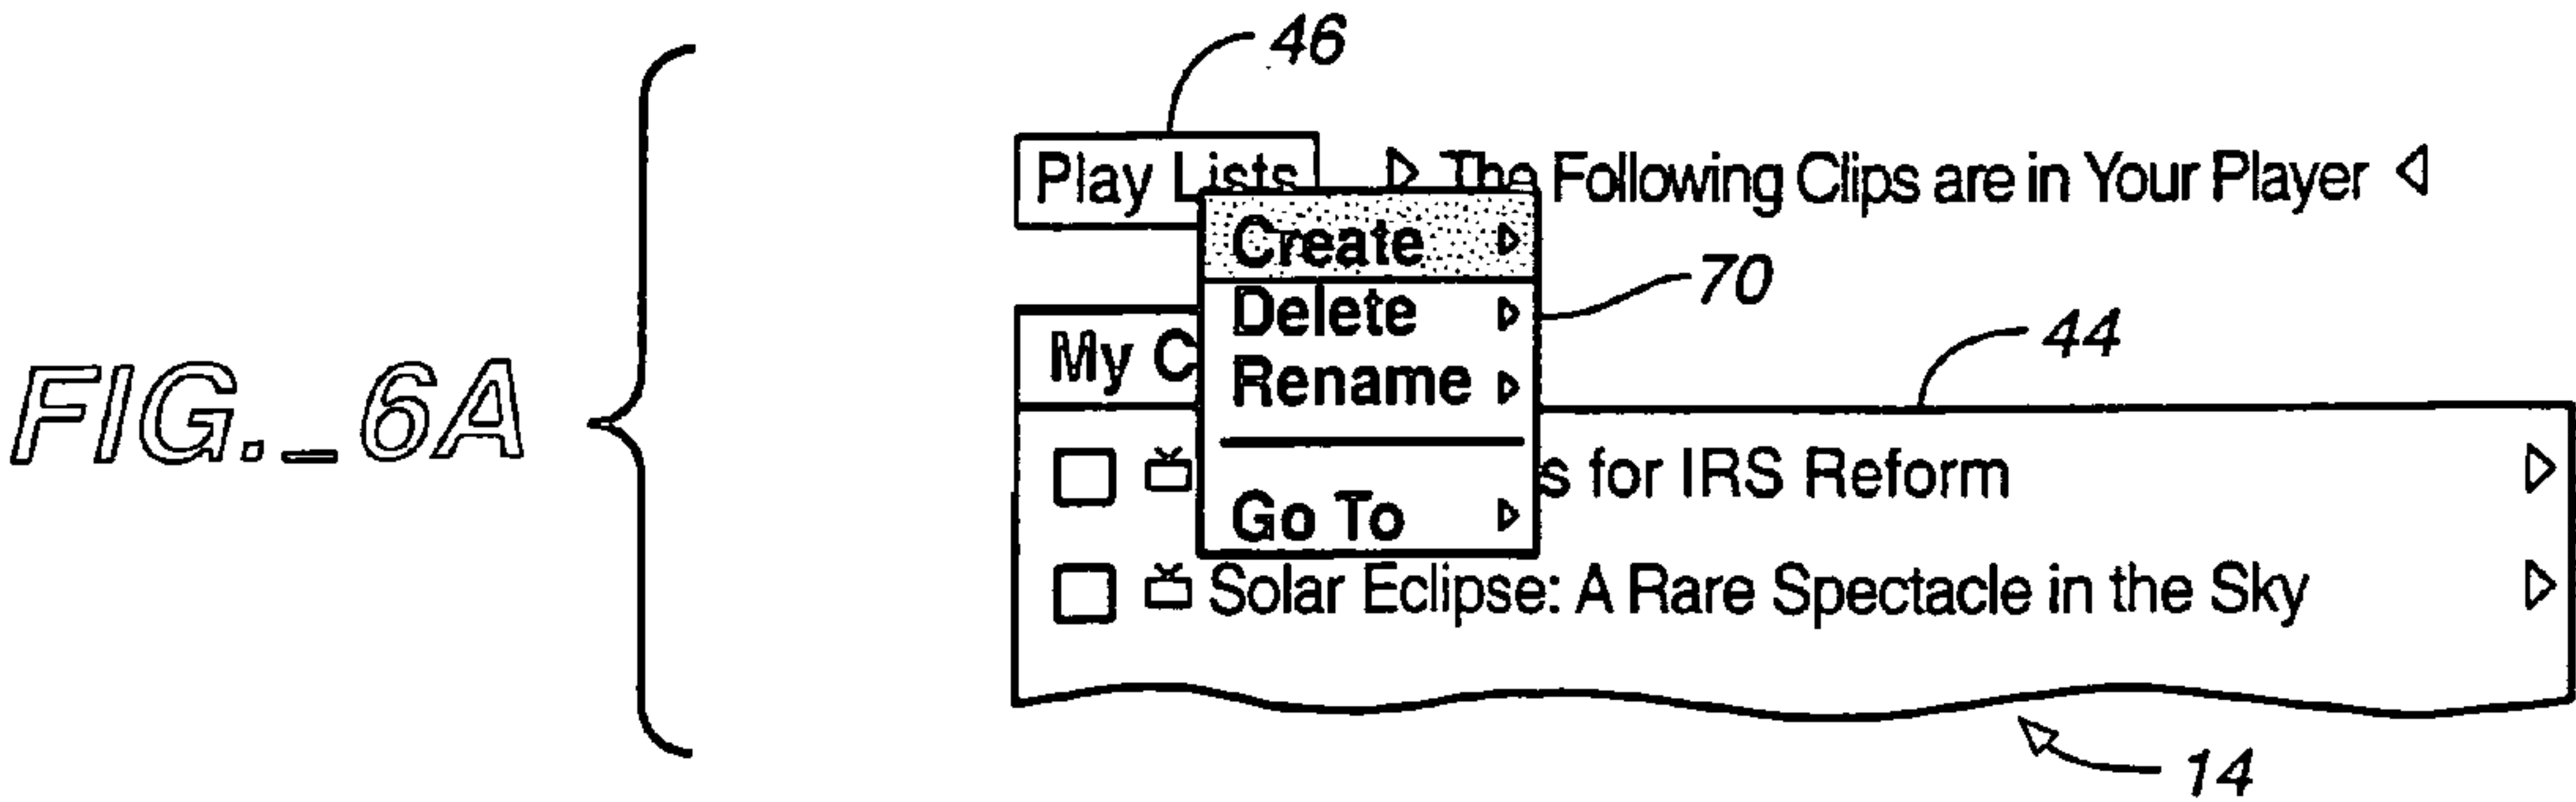 46
Play Lists ▷ The Following Clips are in Your Player ◁
Create ▷
Delete ▷
70
My C
Rename ▷
44
FIG._6A
s for IRS Reform ▷
Go To ▷
Solar Eclipse: A Rare Spectacle in the Sky ▷
14